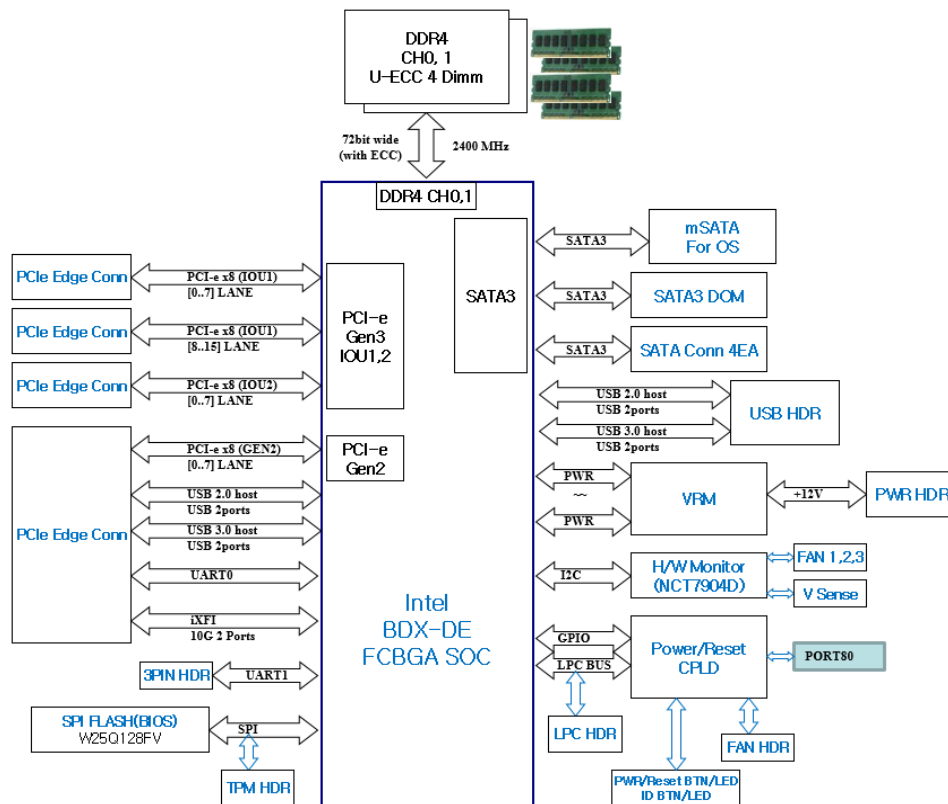 DDR4
CH0, 1
U-ECC 4 Dimm
72bit wide
(with ECC)
2400 MHz
DDR4 CH0,1
SATA3
SATA3
mSATA
For OS
SATA3
SATA3 DOM
SATA3
SATA Conn 4EA
PCIe Edge Conn
PCI-e x8 (IOU1)
[0..7] LANE
PCIe Edge Conn
PCI-e x8 (IOU1)
[8..15] LANE
PCIe Edge Conn
PCI-e x8 (IOU2)
[0..7] LANE
PCI-e
Gen3
IOU1,2
USB 2.0 host
USB 2ports
USB 3.0 host
USB 2ports
USB HDR
PCIe Edge Conn
PCI-e x8 (GEN2)
[0..7] LANE
USB 2.0 host
USB 2ports
USB 3.0 host
USB 2ports
UART0
iXFI
10G 2 Ports
PCI-e
Gen2
PWR
~~
PWR
VRM
+12V
PWR HDR
I2C
H/W Monitor
(NCT7904D)
FAN 1,2,3
V Sense
Intel
BDX-DE
FCBGA SOC
GPIO
LPC BUS
Power/Reset
CPLD
PORT80
3PIN HDR
UART1
SPI FLASH(BIOS)
W25Q128FV
SPI
TPM HDR
LPC HDR
FAN HDR
PWR/Reset BTN/LED
ID BTN/LED